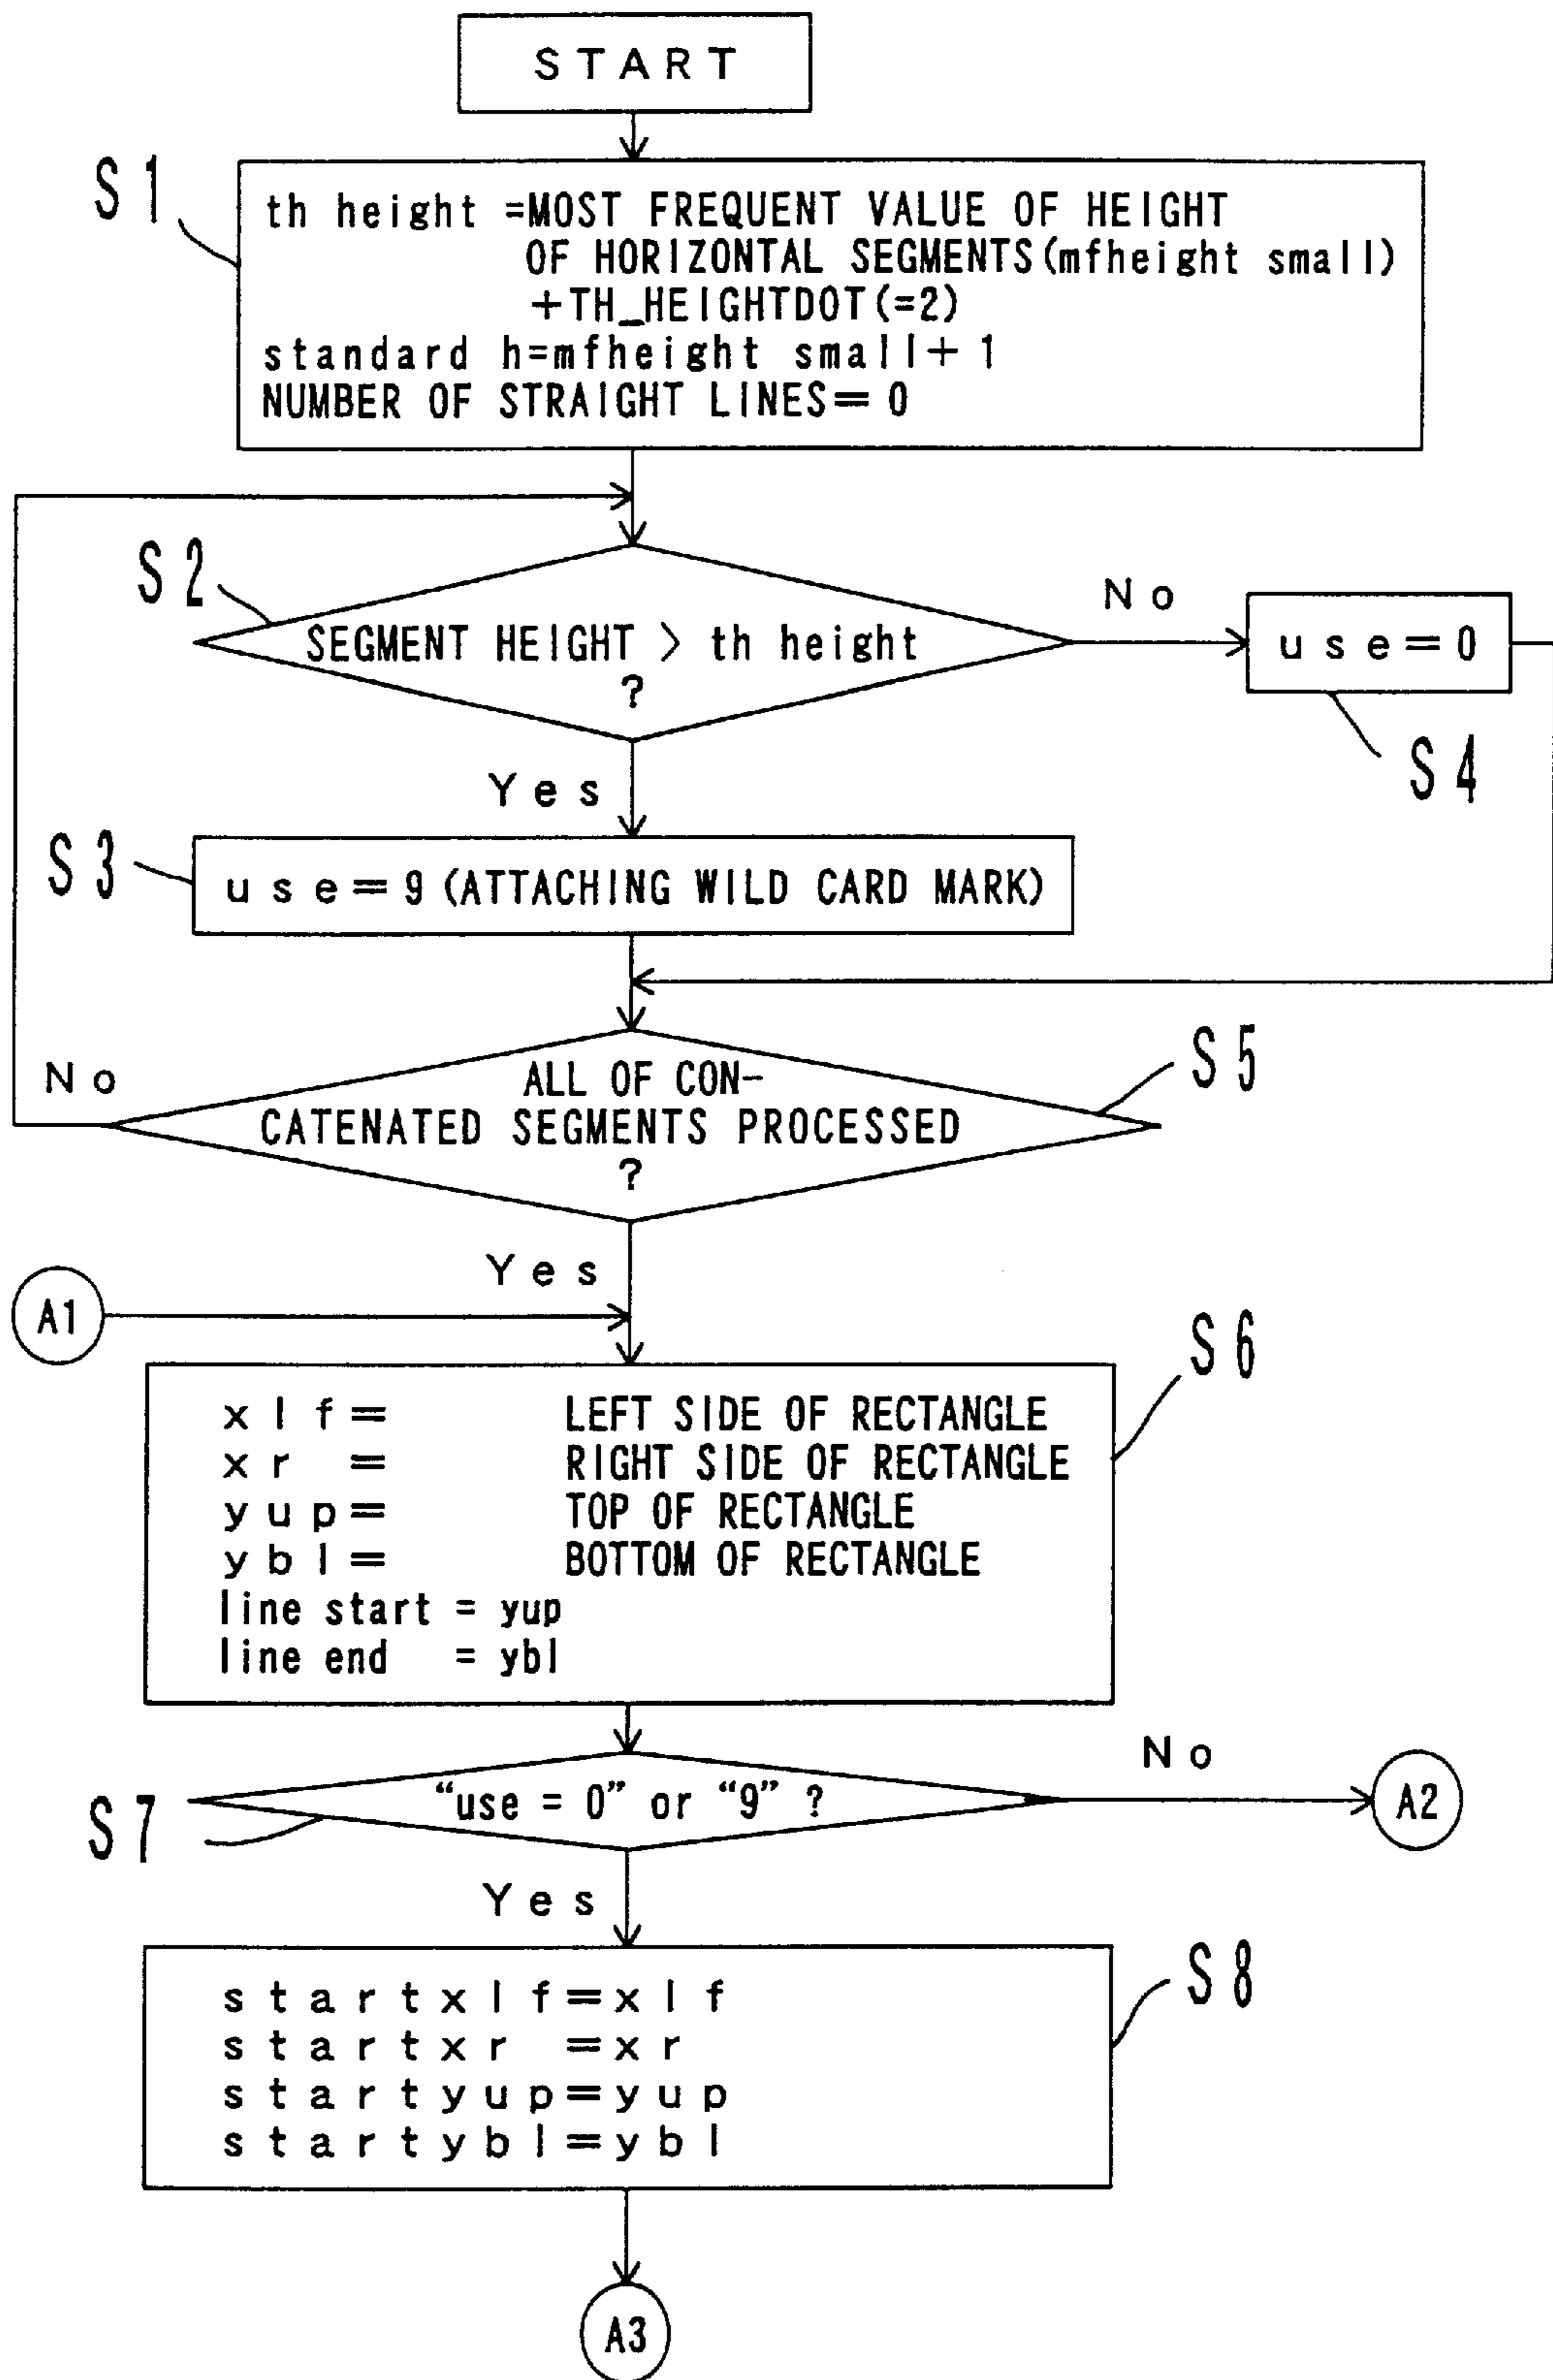 START
S1
th height =MOST FREQUENT VALUE OF HEIGHT
OF HORIZONTAL SEGMENTS(mfheight small)
+TH_HEIGHTDOT(=2)
standard h=mfheight small+1
NUMBER OF STRAIGHT LINES=0
S2
SEGMENT HEIGHT > th height
?
No
use=0
S4
Yes
S3
use=9(ATTACHING WILD CARD MARK)
S5
No
ALL OF CON-
CATENATED SEGMENTS PROCESSED
?
Yes
A1
S6
xlf= LEFT SIDE OF RECTANGLE
xr = RIGHT SIDE OF RECTANGLE
yup= TOP OF RECTANGLE
ybl= BOTTOM OF RECTANGLE
line start = yup
line end = ybl
No
S7
“use = 0” or “9” ?
A2
Yes
S8
startxlf=xlf
startxr =xr
startyup=yup
startybl=ybl
A3